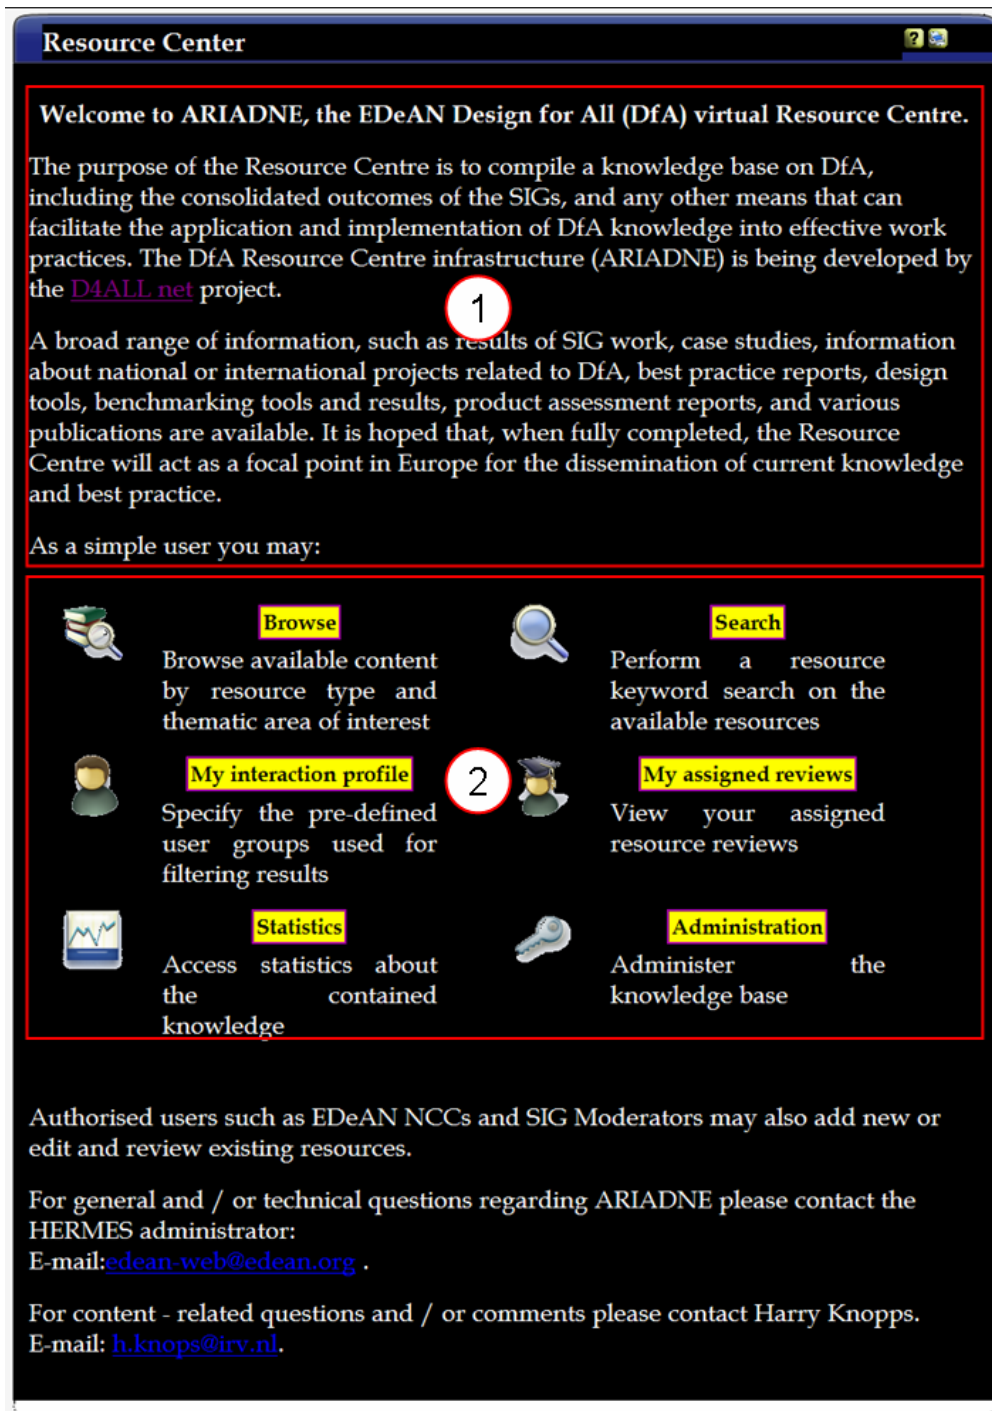 Resource Center
?
Welcome to ARIADNE, the EDeAN Design for All (DfA) virtual Resource Centre.
The purpose of the Resource Centre is to compile a knowledge base on DfA,
including the consolidated outcomes of the SIGs, and any other means that can
facilitate the application and implementation of DfA knowledge into effective work
practices. The DfA Resource Centre infrastructure (ARIADNE) is being developed by
the D4ALL net project.
1
A broad range of information, such as results of SIG work, case studies, information
about national or international projects related to DfA, best practice reports, design
tools, benchmarking tools and results, product assessment reports, and various
publications are available. It is hoped that, when fully completed, the Resource
Centre will act as a focal point in Europe for the dissemination of current knowledge
and best practice.
As a simple user you may:
Browse
Browse available content
by resource type and
thematic area of interest
Search
Perform a resource
keyword search on the
available resources
My interaction profile
Specify the pre-defined
user groups used for
filtering results
2
My assigned reviews
View your assigned
resource reviews
Statistics
Access statistics about
the contained
knowledge
Administration
Administer the
knowledge base
Authorised users such as EDeAN NCCs and SIG Moderators may also add new or
edit and review existing resources.
For general and / or technical questions regarding ARIADNE please contact the
HERMES administrator:
E-mail:edean-web@edean.org .
For content - related questions and / or comments please contact Harry Knopps.
E-mail: h.knops@irv.nl.